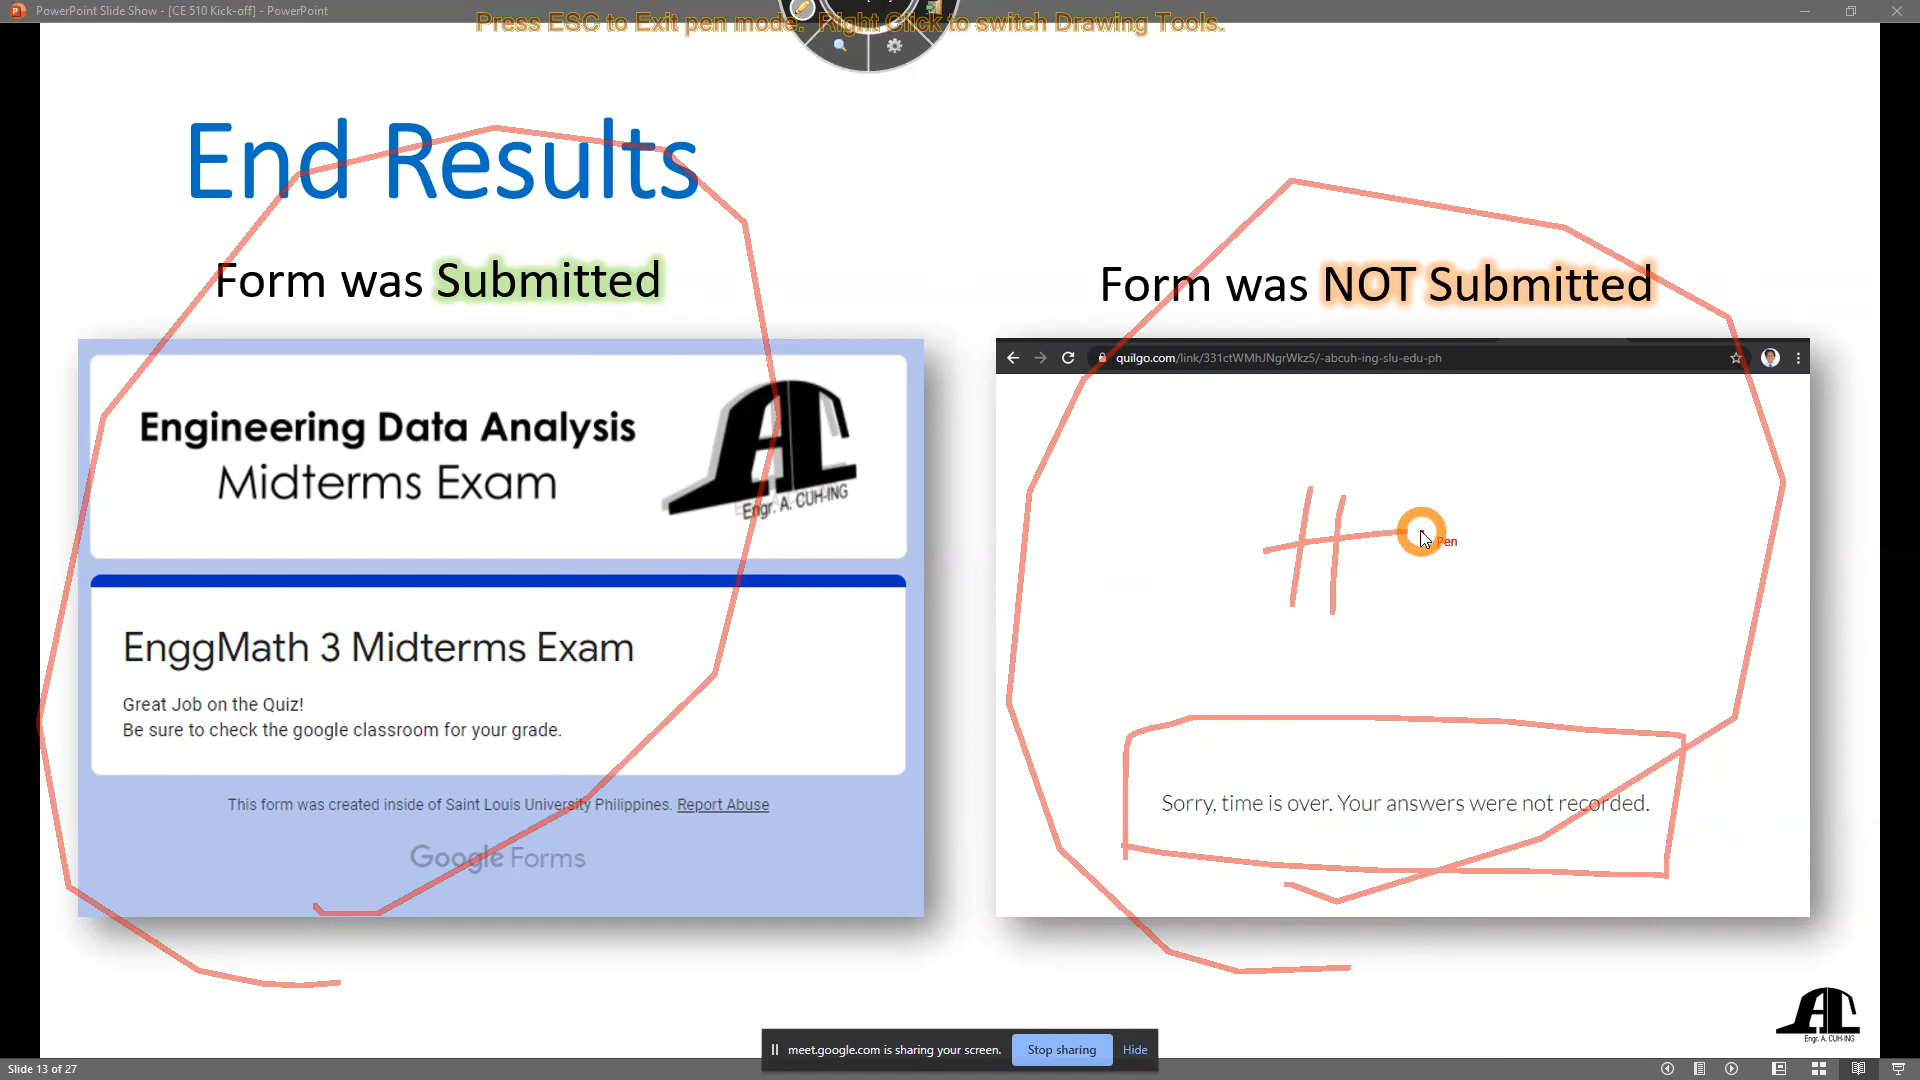 PowerPoint Slide Show - [CE 510 Kick-off] - PowerPoint
Press ESC to Exit pen mode. Right Click to switch Drawing Tools.
End Results
Form was Submitted
Engineering Data Analysis
Midterms Exam
Engr. A. CUH-ING
EnggMath 3 Midterms Exam
Great Job on the Quiz!
Be sure to check the google classroom for your grade.
This form was created inside of Saint Louis University Philippines. Report Abuse
Google Forms
Form was NOT Submitted
quilgo.com/link/331ctWMhJNgrWkz5/-abcuh-ing-slu-edu-ph
Pen
Sorry, time is over. Your answers were not recorded.
Engr. A. CUH-ING
meet.google.com is sharing your screen. Stop sharing Hide
Slide 13 of 27